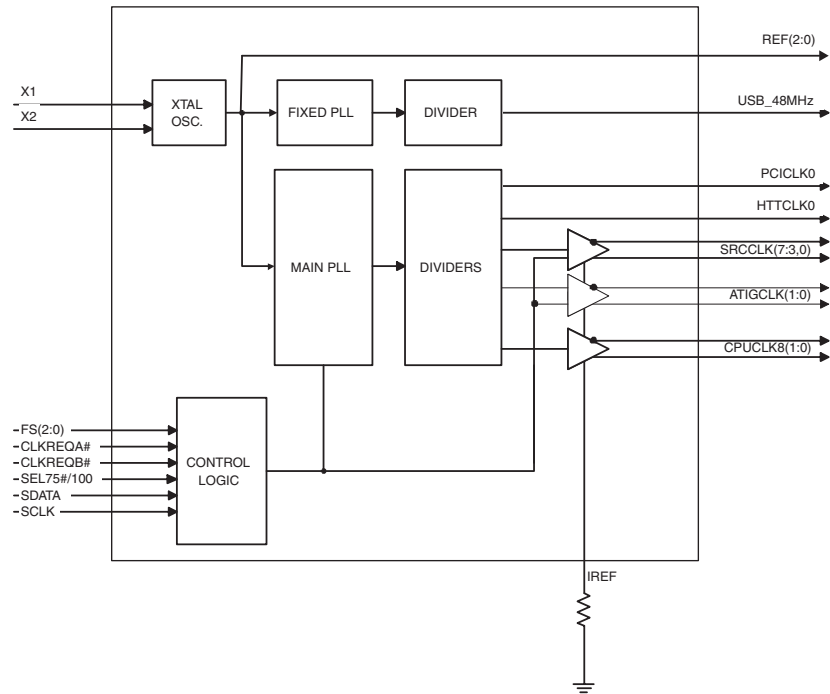 REF(2:0)
X1
X2
XTAL
OSC.
FIXED PLL
DIVIDER
USB_48MHz
PCICLK0
HTTCLK0
SRCCLK(7:3,0)
MAIN PLL
DIVIDERS
ATIGCLK(1:0)
CPUCLK8(1:0)
FS(2:0)
CLKREQA#
CLKREQB#
SEL75#/100
SDATA
SCLK
CONTROL
LOGIC
IREF